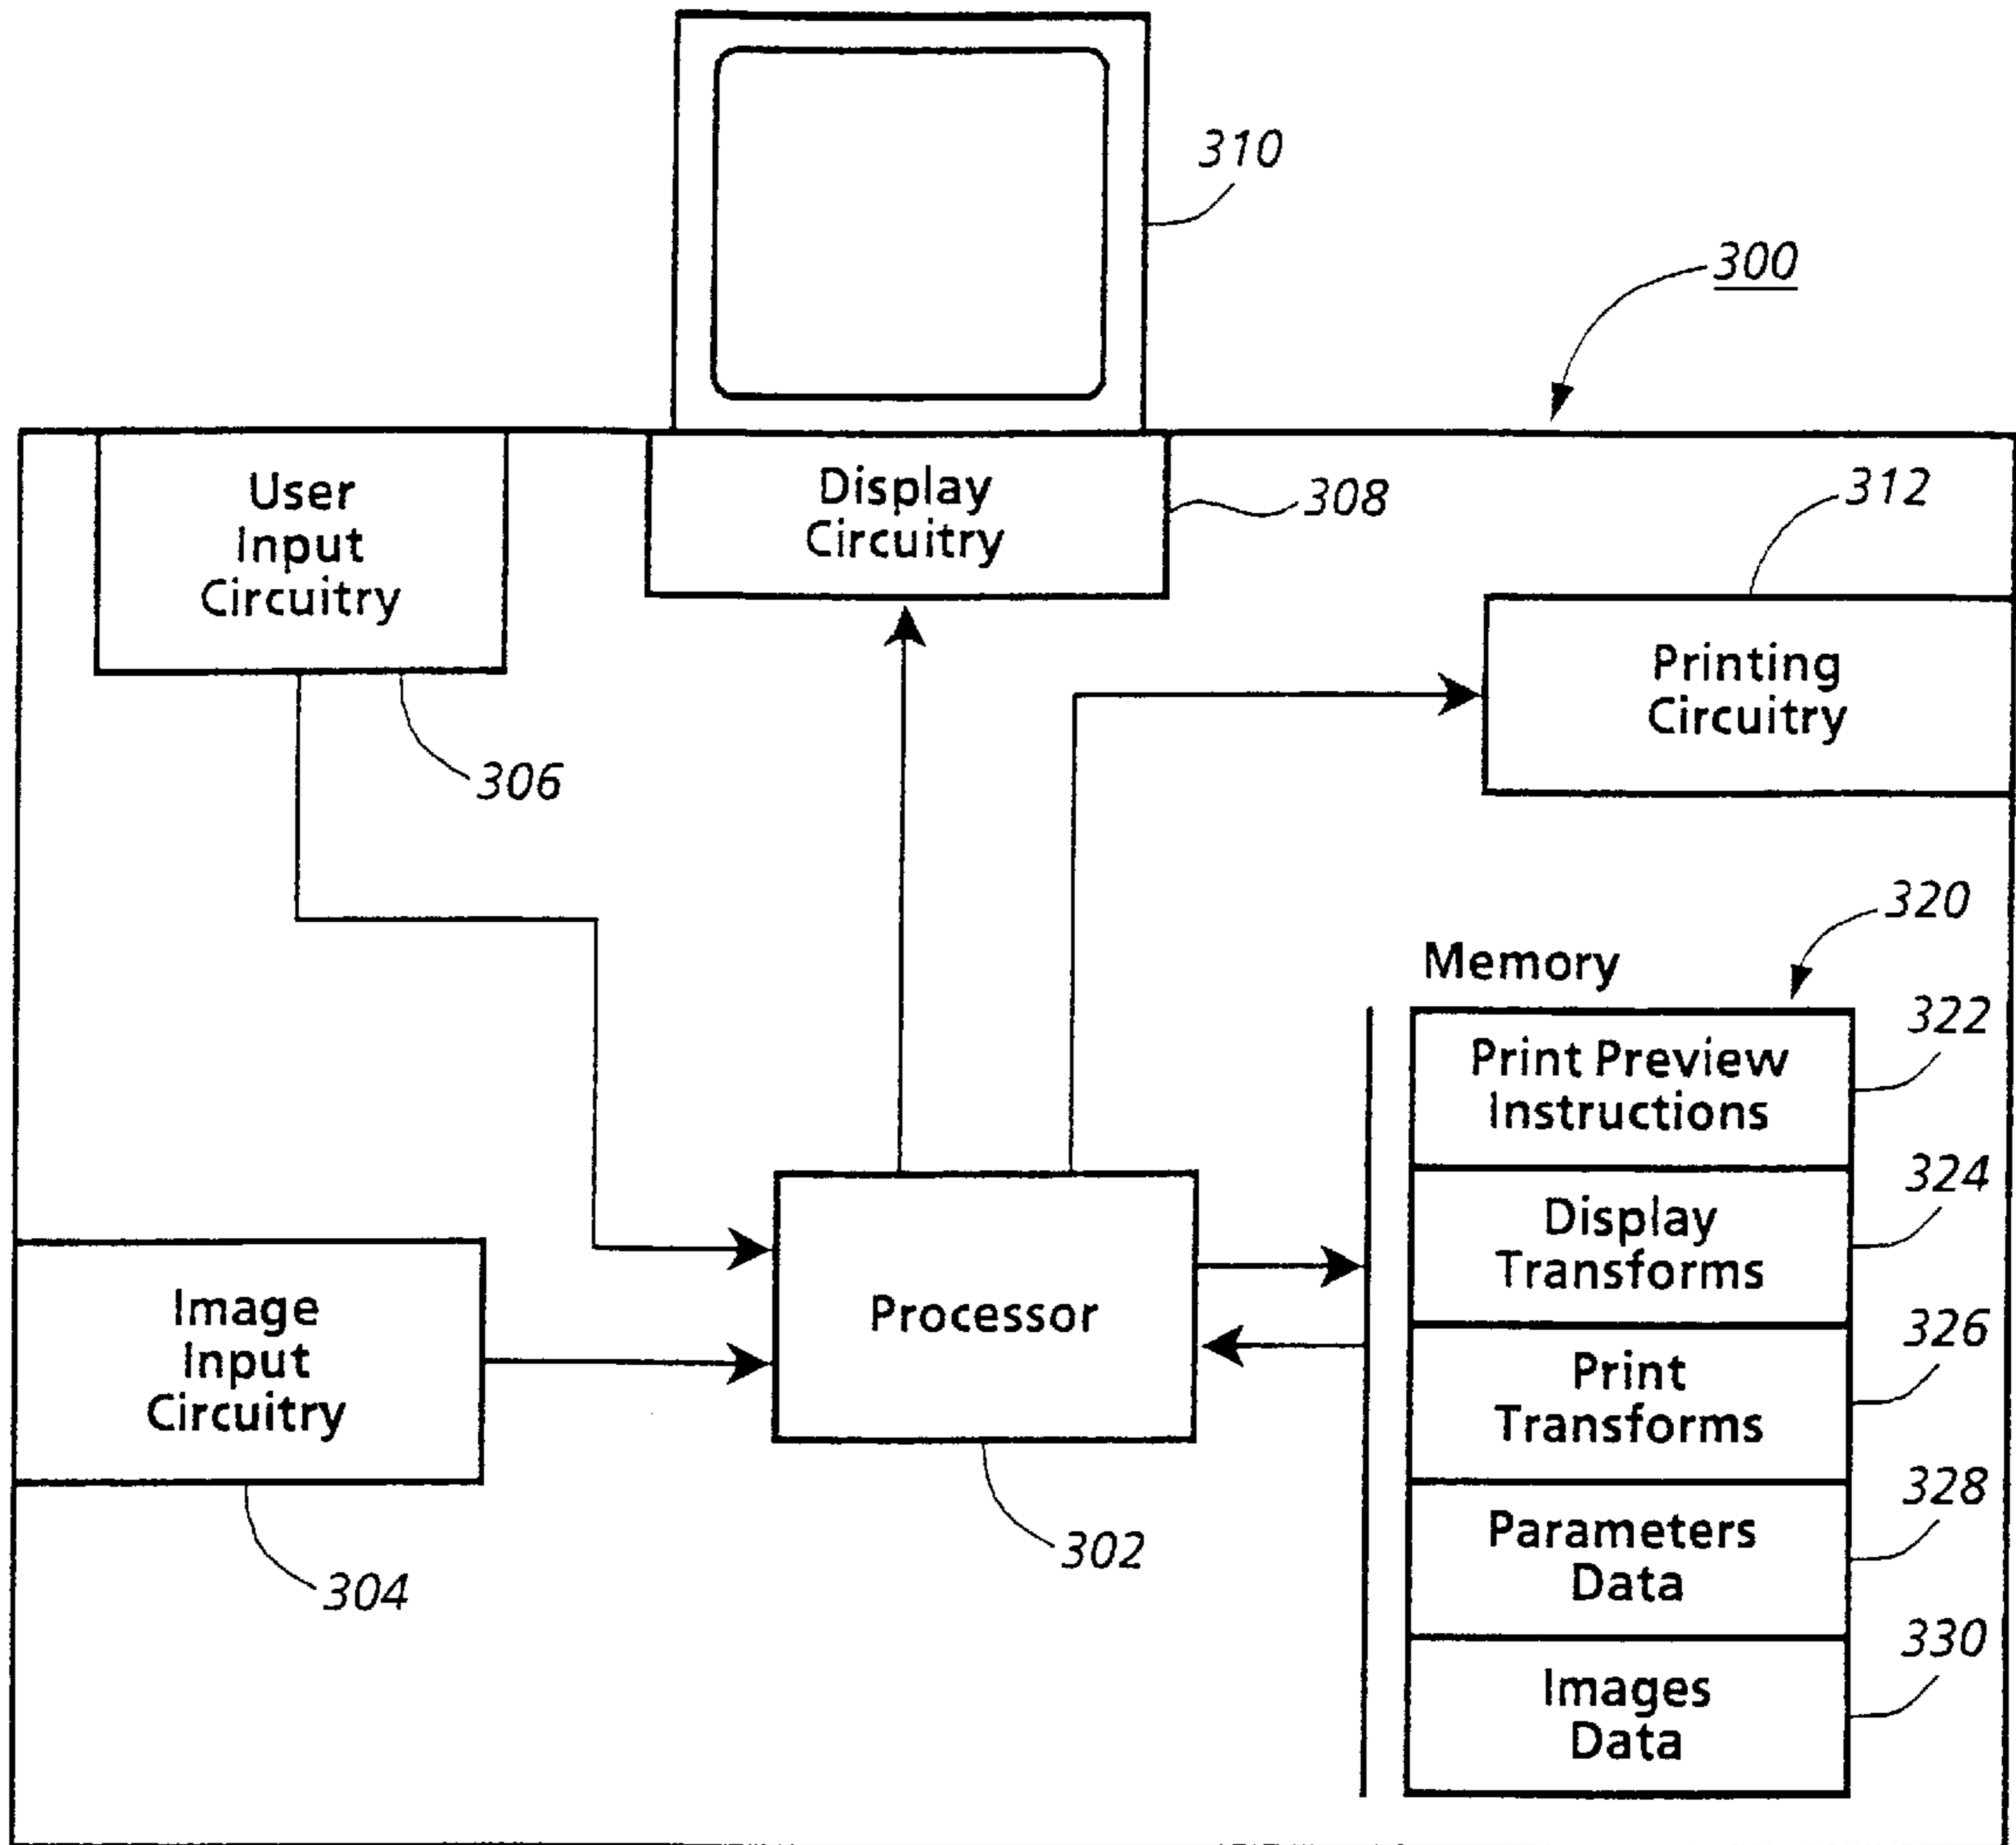 310
300
User
Input
Circuitry
306
Display
Circuitry
308
312
Printing
Circuitry
320
Memory
Print Preview
Instructions
322
Display
Transforms
324
Print
Transforms
326
Parameters
Data
328
Images
Data
330
Image
Input
Circuitry
304
Processor
302